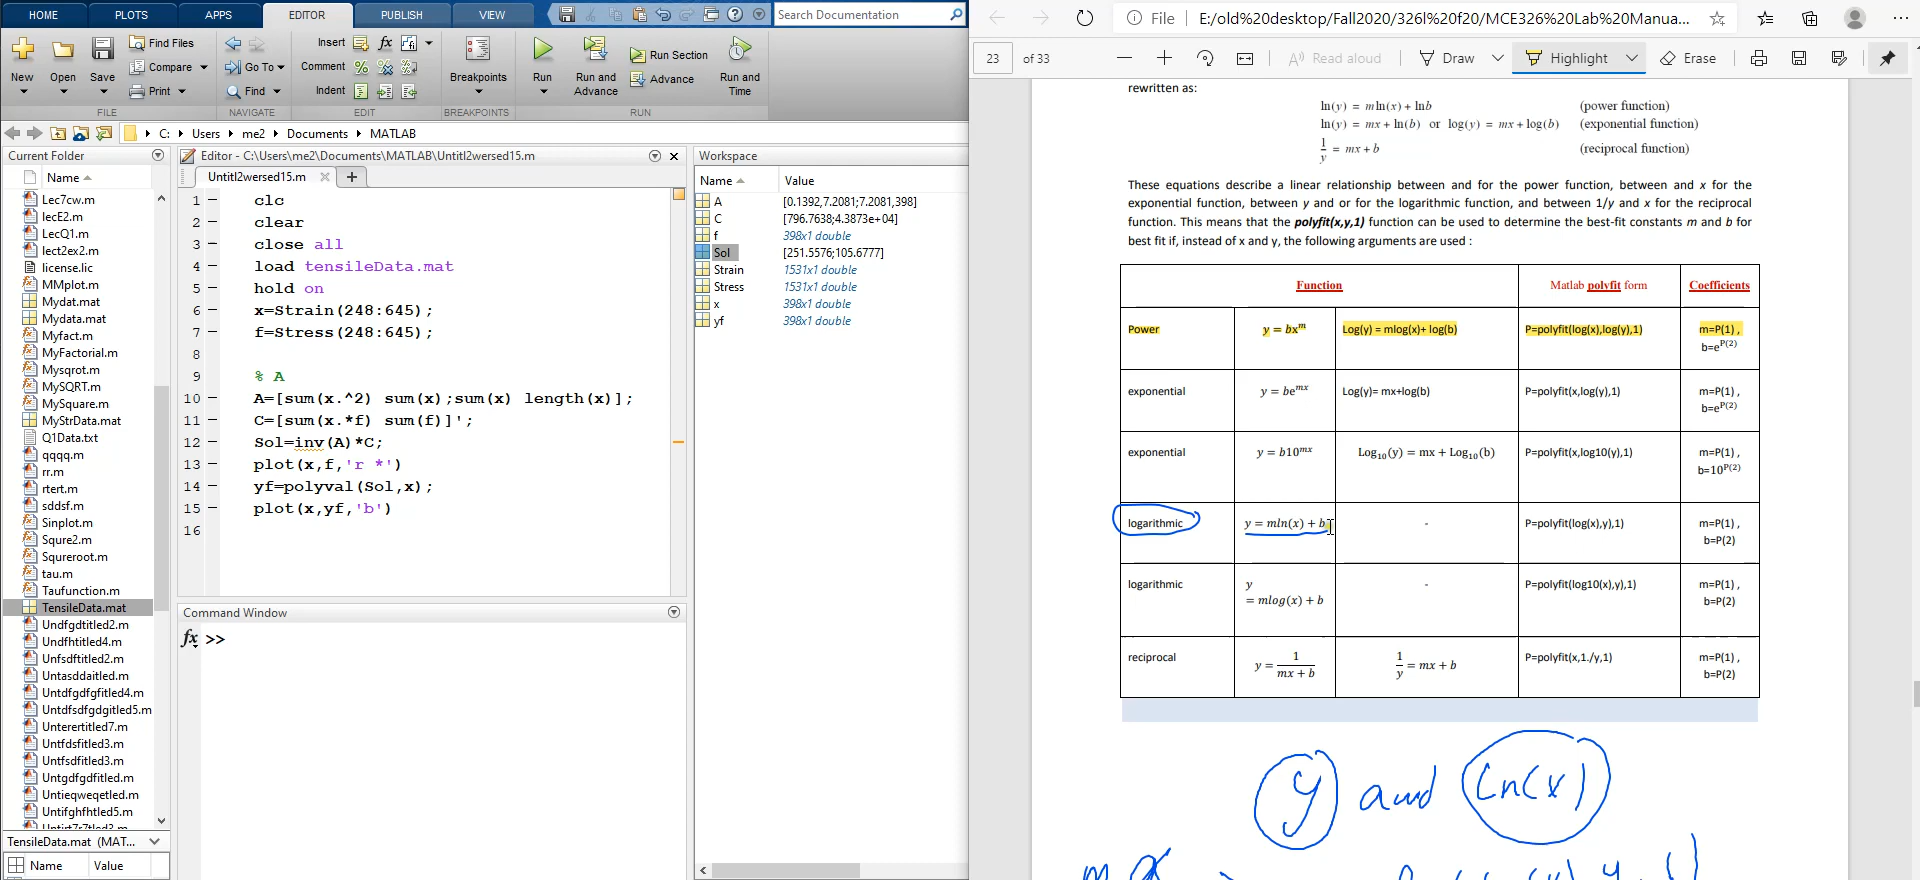 HOME PLOTS APPS EDITOR PUBLISH VIEW Search Documentation
New Open Save Find Files Compare Print Go To Find Insert Comment Indent fx Breakpoints Run Run and Advance Run Section Advance Run and Time
FILE NAVIGATE EDIT BREAKPOINTS RUN
C: Users me2 Documents MATLAB
Current Folder
Name
Lec7cw.m
lecE2.m
LecQ1.m
lect2ex2.m
license.lic
MMplot.m
Mydat.mat
Mydata.mat
Myfact.m
MyFactorial.m
Mysqrot.m
MySQRT.m
MySquare.m
MyStrData.mat
Q1Data.txt
qqqq.m
rr.m
rtert.m
sddsf.m
Sinplot.m
Squre2.m
Squreroot.m
tau.m
Taufunction.m
TensileData.mat
Undfgdtitled2.m
Undfhtitled4.m
Unfsdftitled2.m
Untasddaitled.m
Untdfgdfgfitled4.m
Untdfsdfgdgitled5.m
Unterertitled7.m
Untfdsfitled3.m
Untfsdfitled3.m
Untgdfgdfitled.m
Untieqweqetled.m
Untifghfhtled5.m
Untirt7r7tled3.m
TensileData.mat (MAT...
Name Value
Editor - C:\Users\me2\Documents\MATLAB\Untitl2wersed15.m
Untitl2wersed15.m
1 clc
2 clear
3 close all
4 load tensileData.mat
5 hold on
6 x=Strain(248:645);
7 f=Stress(248:645);
8
9 % A
10 A=[sum(x.^2) sum(x);sum(x) length(x)];
11 C=[sum(x.*f) sum(f)]';
12 Sol=inv(A)*C;
13 plot(x,f,'r *')
14 yf=polyval(Sol,x);
15 plot(x,yf,'b')
16
Command Window
fx >>
Workspace
Name Value
A [0.1392,7.2081;7.2081,398]
C [796.7638;4.3873e+04]
f 398x1 double
Sol [251.5576;105.6777]
Strain 1531x1 double
Stress 1531x1 double
x 398x1 double
yf 398x1 double
File E:/old%20desktop/Fall2020/326l%20f20/MCE326%20Lab%20Manua...
23 of 33 Read aloud Draw Highlight Erase
rewritten as:
ln(y) = mln(x) + lnb (power function)
ln(y) = mx + ln(b) or log(y) = mx + log(b) (exponential function)
1/y = mx + b (reciprocal function)
These equations describe a linear relationship between and for the power function, between and x for the
exponential function, between y and or for the logarithmic function, and between 1/y and x for the reciprocal
function. This means that the polyfit(x,y,1) function can be used to determine the best-fit constants m and b for
best fit if, instead of x and y, the following arguments are used :
Function Matlab polyfit form Coefficients
Power y = bx^m Log(y) = mlog(x)+ log(b) P=polyfit(log(x),log(y),1) m=P(1) ,
b=e^P(2)
exponential y = be^mx Log(y)= mx+log(b) P=polyfit(x,log(y),1) m=P(1) ,
b=e^P(2)
exponential y = b10^mx Log₁₀(y) = mx + Log₁₀(b) P=polyfit(x,log10(y),1) m=P(1) ,
b=10^P(2)
logarithmic y = mln(x) + b - P=polyfit(log(x),y),1) m=P(1) ,
b=P(2)
logarithmic y
= mlog(x) + b - P=polyfit(log10(x),y),1) m=P(1) ,
b=P(2)
reciprocal y = 1/(mx + b) 1/y = mx + b P=polyfit(x,1./y,1) m=P(1) ,
b=P(2)
y and Ln(x)